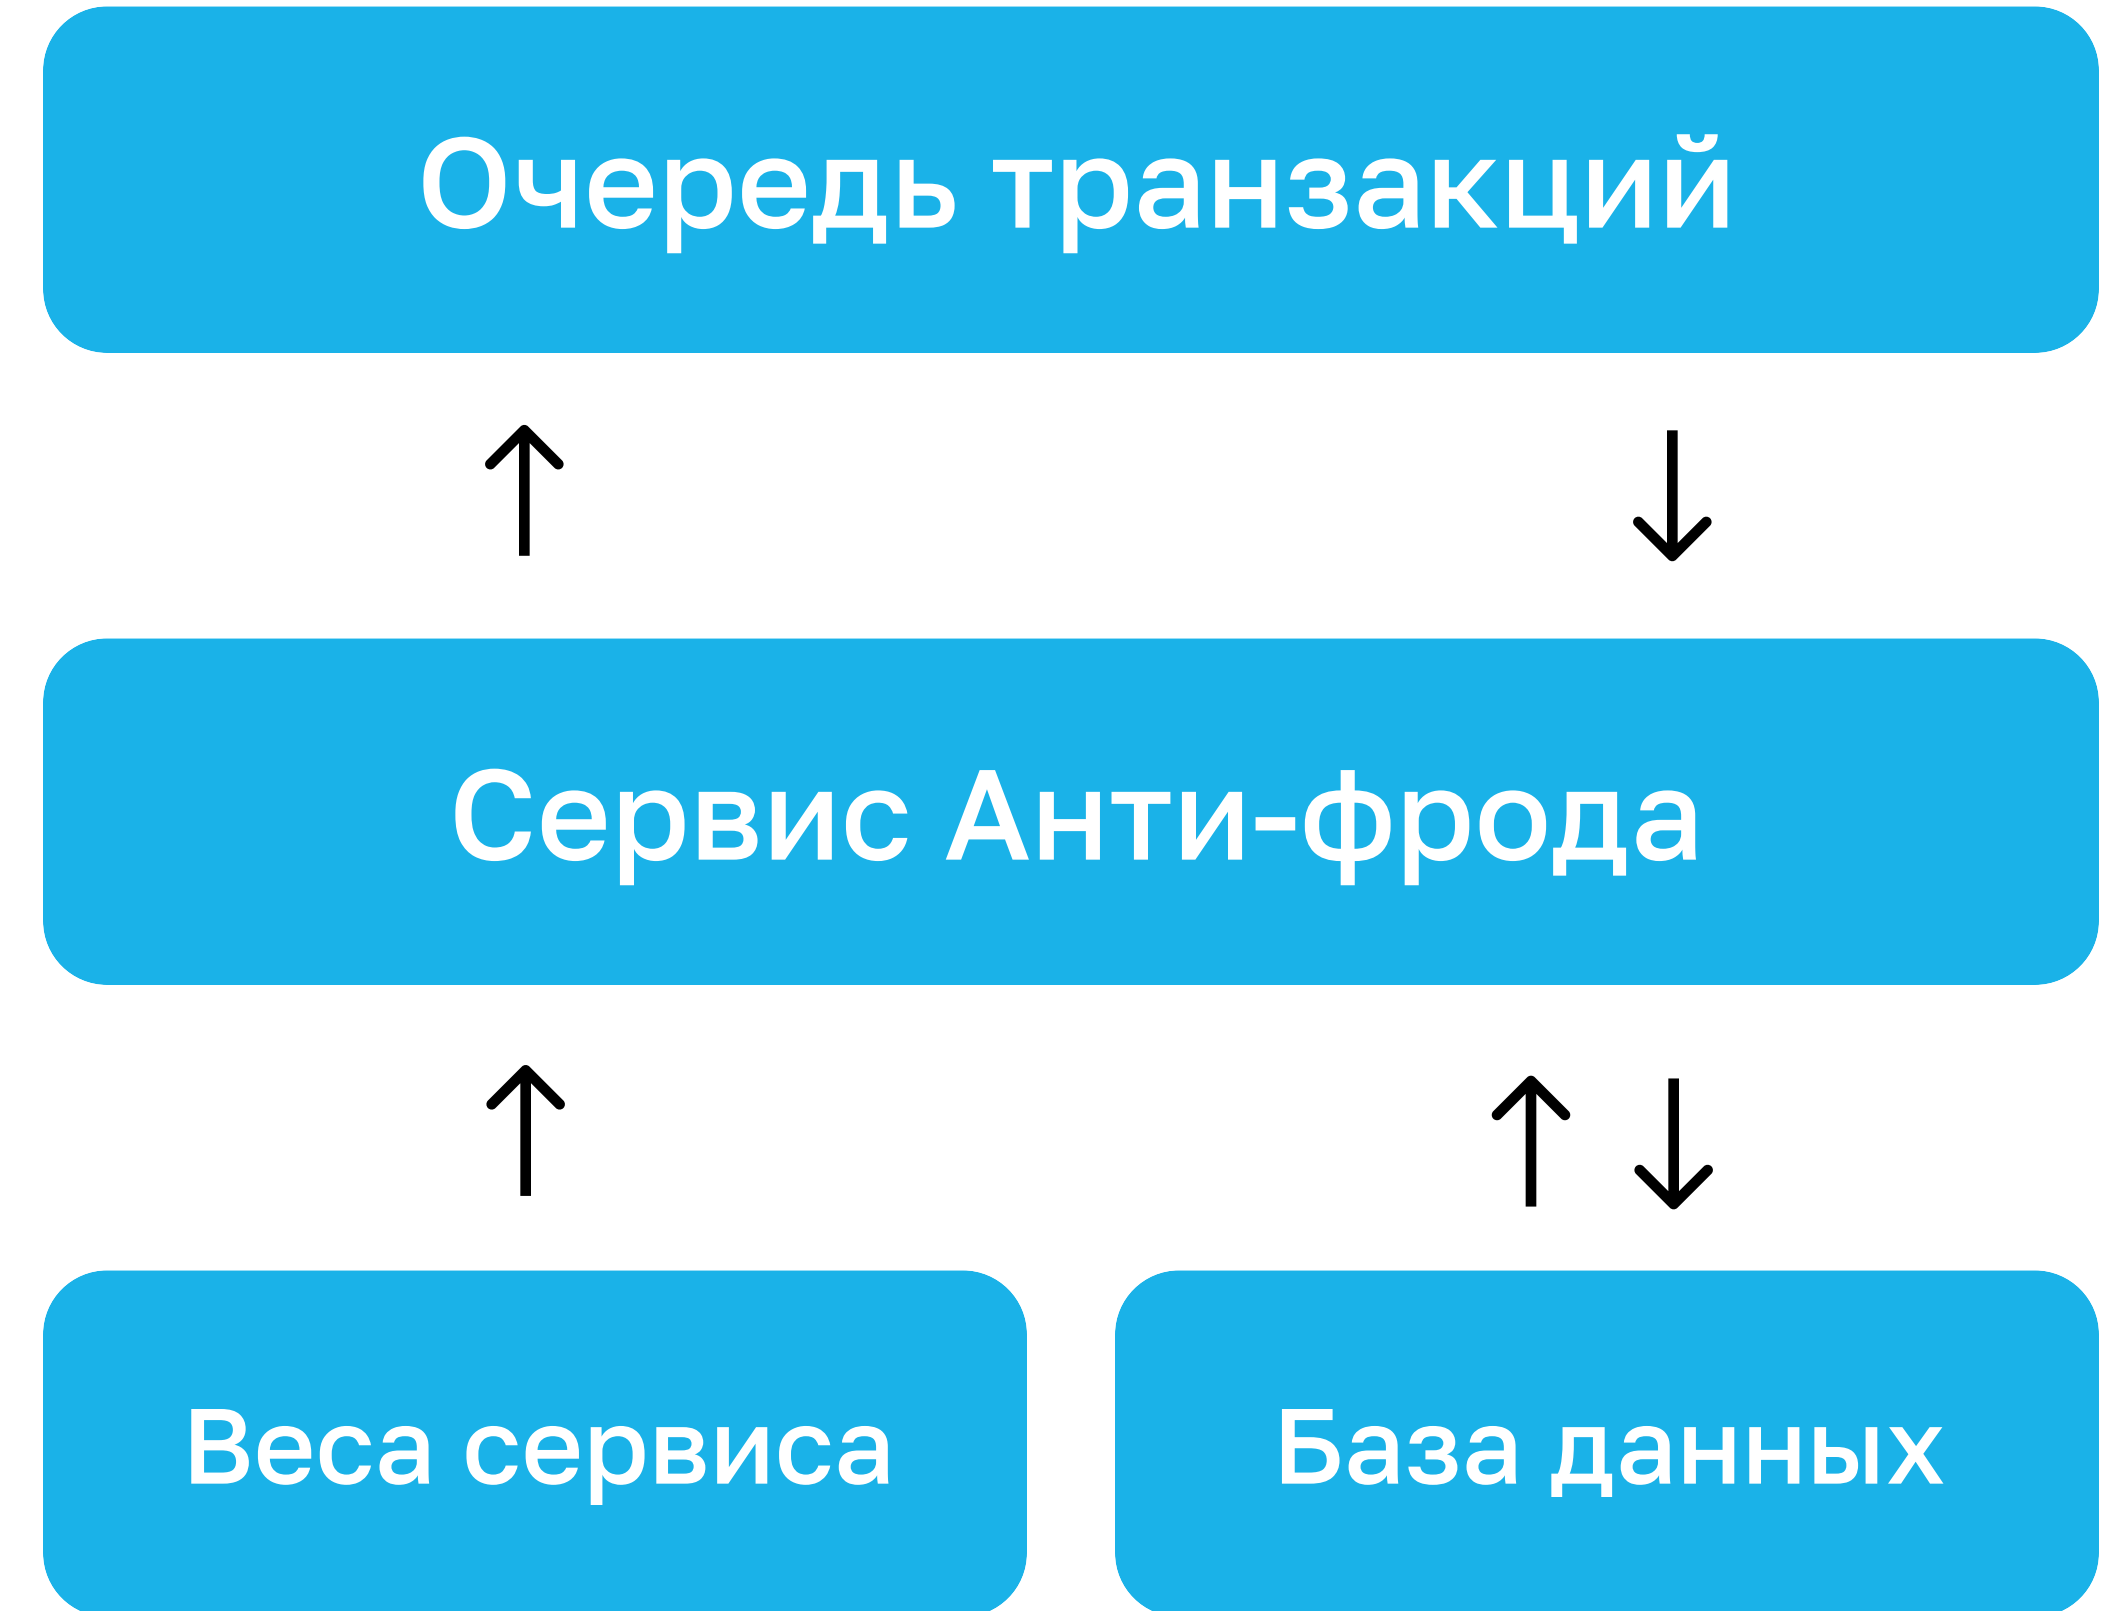 Очередь транзакций
Сервис Анти-фрода
Веса сервиса
База данных